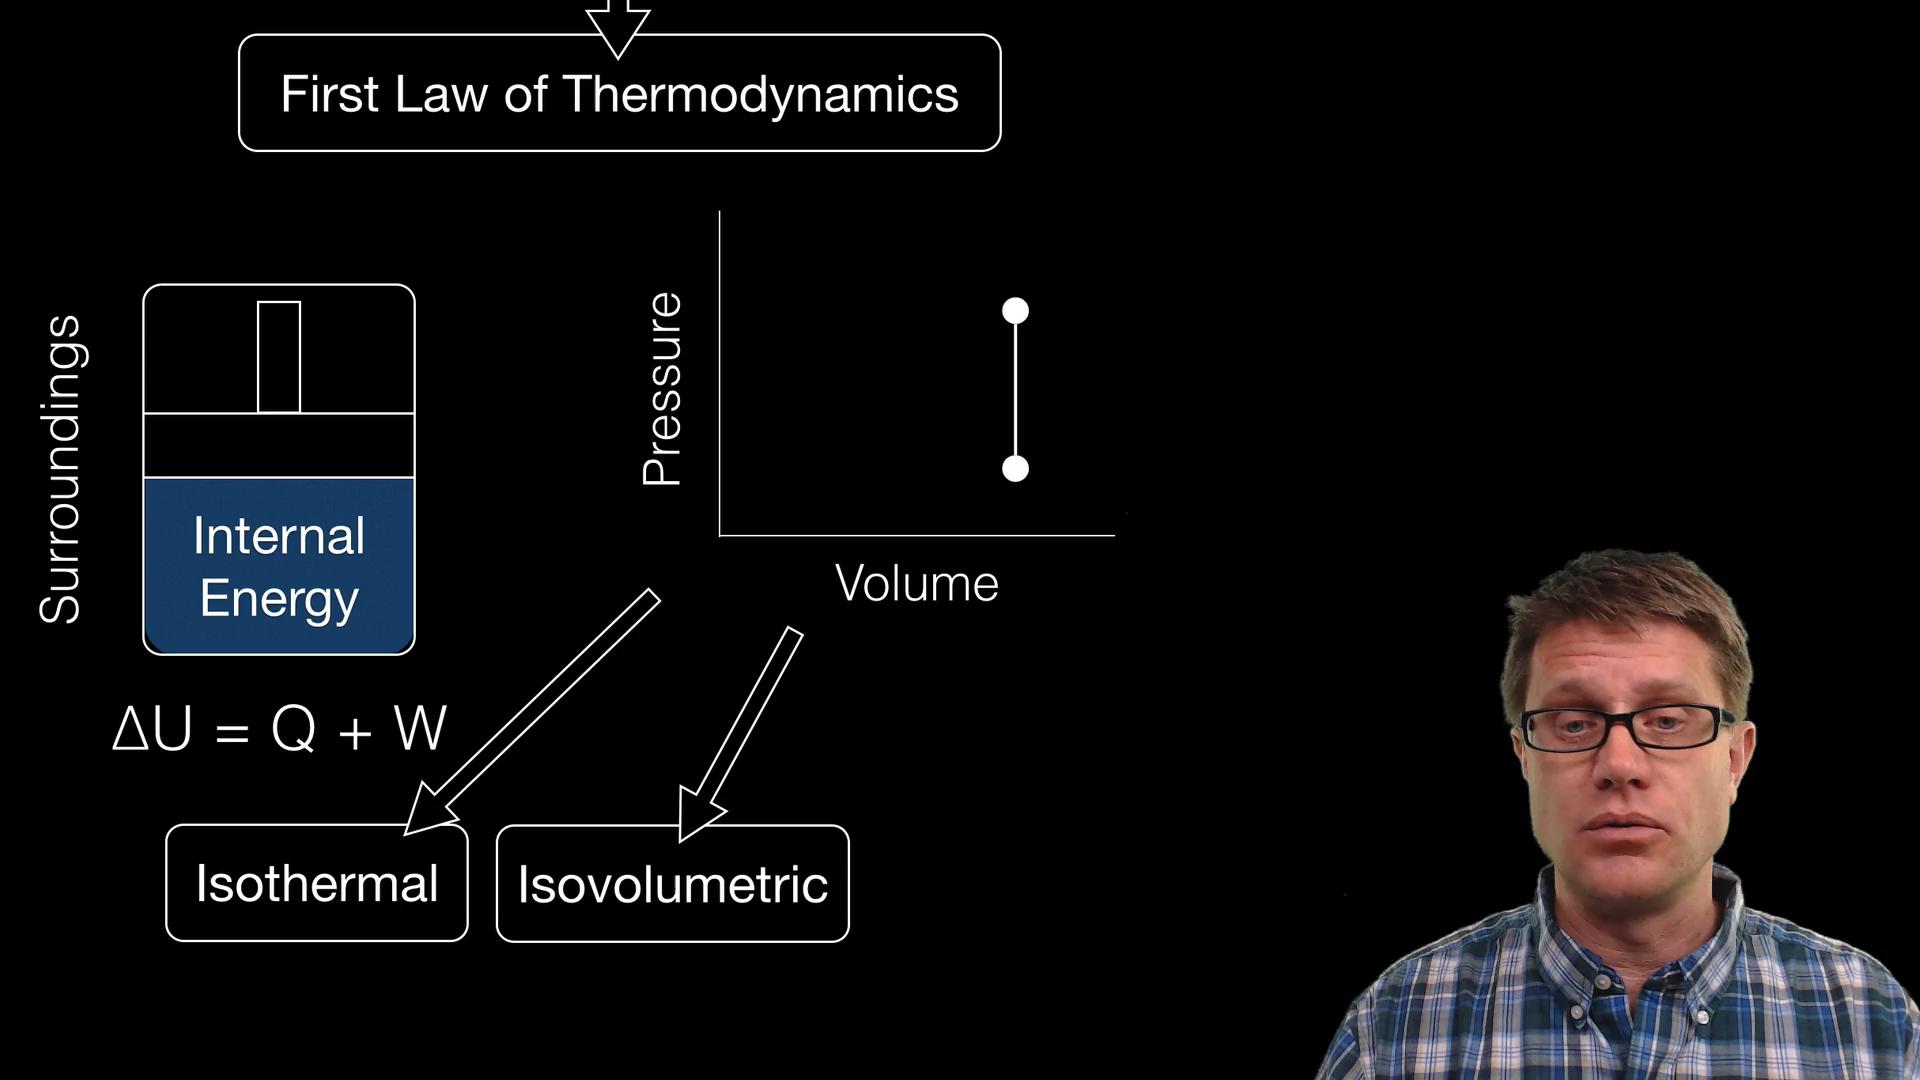 First Law of Thermodynamics
Surroundings
Internal
Energy
Pressure
Volume
ΔU = Q + W
Isothermal
Isovolumetric